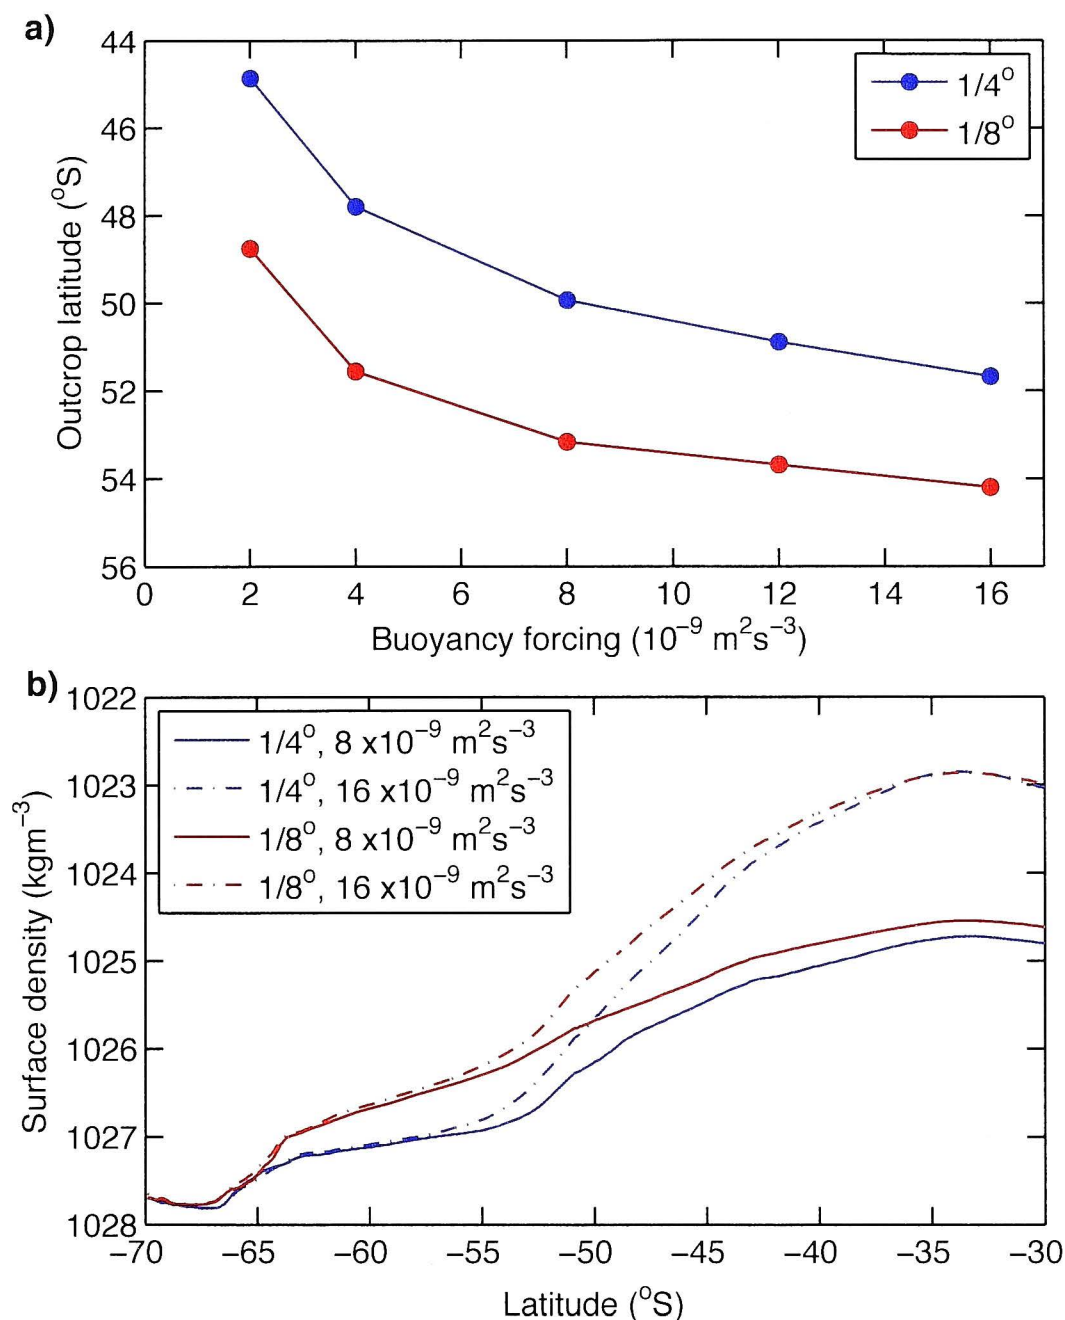 a)
44
46
48
50
52
54
56
Outcrop latitude (°S)
1/4°
1/8°
0 2 4 6 8 10 12 14 16
Buoyancy forcing (10⁻⁹ m²s⁻³)
b)
1022
1023
1024
1025
1026
1027
1028
Surface density (kgm⁻³)
1/4°, 8 x10⁻⁹ m²s⁻³
1/4°, 16 x10⁻⁹ m²s⁻³
1/8°, 8 x10⁻⁹ m²s⁻³
1/8°, 16 x10⁻⁹ m²s⁻³
−70 −65 −60 −55 −50 −45 −40 −35 −30
Latitude (°S)